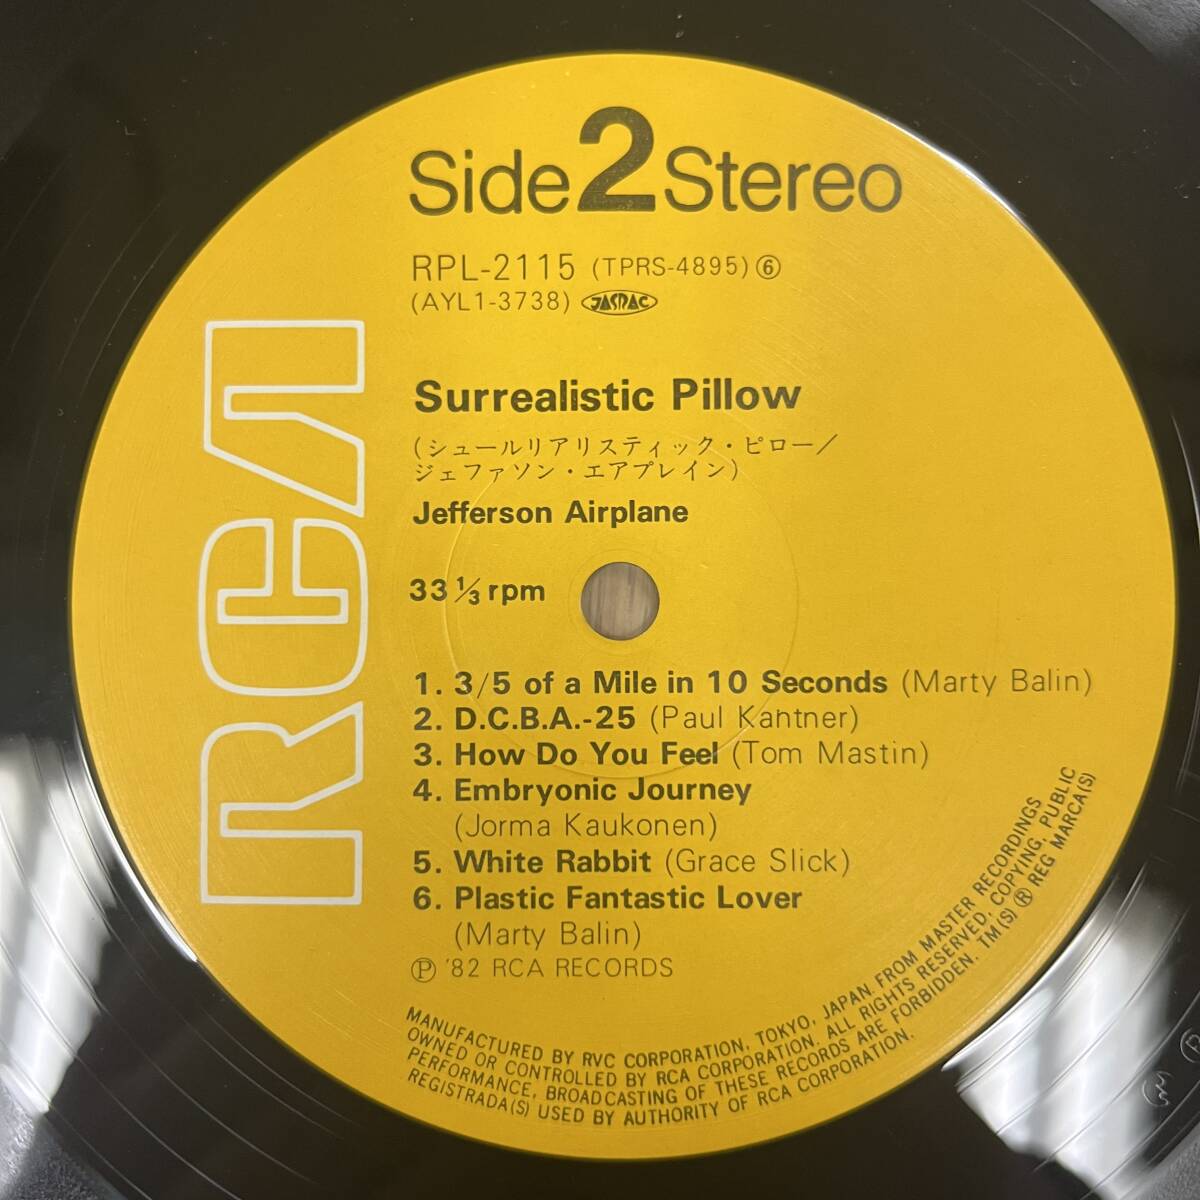 Side 2 Stereo
RPL-2115 (TPRS-4895) ⑥
(AYL1-3738) JASRAC
RCA
Surrealistic Pillow
(シュールリアリスティック・ピロー/
ジェファソン・エアプレイン)
Jefferson Airplane
33 1/3 rpm
1. 3/5 of a Mile in 10 Seconds (Marty Balin)
2. D.C.B.A.-25 (Paul Kahtner)
3. How Do You Feel (Tom Mastin)
4. Embryonic Journey
(Jorma Kaukonen)
5. White Rabbit (Grace Slick)
6. Plastic Fantastic Lover
(Marty Balin)
℗ '82 RCA RECORDS
MANUFACTURED BY RVC CORPORATION, TOKYO, JAPAN. FROM MASTER RECORDINGS
OWNED OR CONTROLLED BY RCA CORPORATION. ALL RIGHTS RESERVED, COPYING, PUBLIC
PERFORMANCE, BROADCASTING OF THESE RECORDS ARE FORBIDDEN. TM(S) ® REG MARCA(S)
REGISTRADA(S) USED BY AUTHORITY OF RCA CORPORATION.